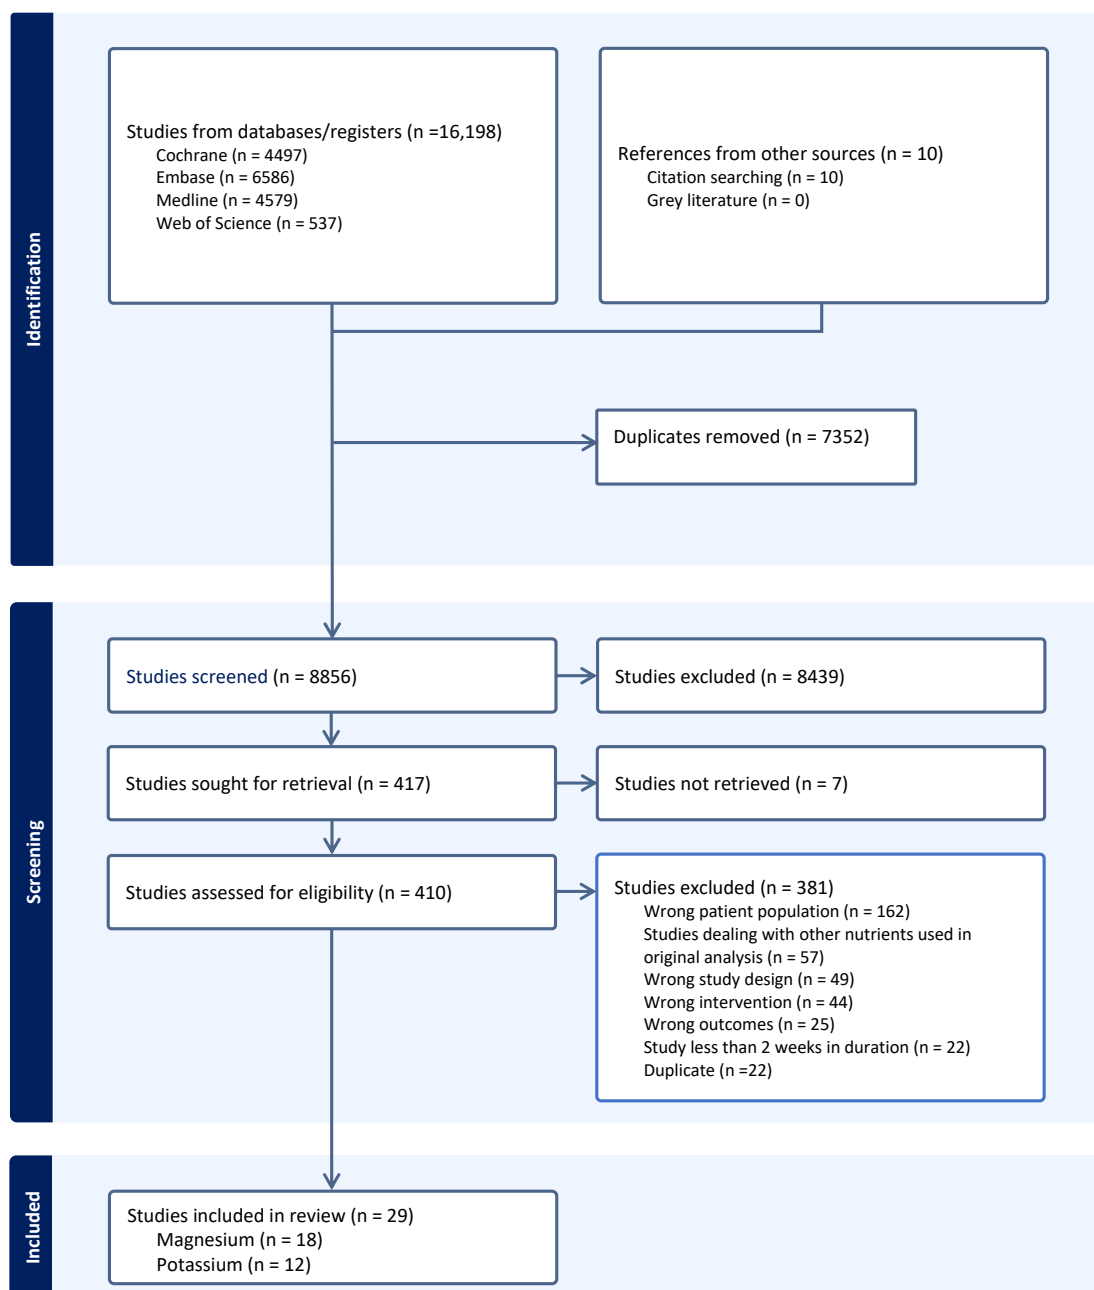 Identification
Studies from databases/registers (n =16,198)
Cochrane (n = 4497)
Embase (n = 6586)
Medline (n = 4579)
Web of Science (n = 537)
References from other sources (n = 10)
Citation searching (n = 10)
Grey literature (n = 0)
Duplicates removed (n = 7352)
Screening
Studies screened (n = 8856)
Studies excluded (n = 8439)
Studies sought for retrieval (n = 417)
Studies not retrieved (n = 7)
Studies assessed for eligibility (n = 410)
Studies excluded (n = 381)
Wrong patient population (n = 162)
Studies dealing with other nutrients used in
original analysis (n = 57)
Wrong study design (n = 49)
Wrong intervention (n = 44)
Wrong outcomes (n = 25)
Study less than 2 weeks in duration (n = 22)
Duplicate (n =22)
Included
Studies included in review (n = 29)
Magnesium (n = 18)
Potassium (n = 12)